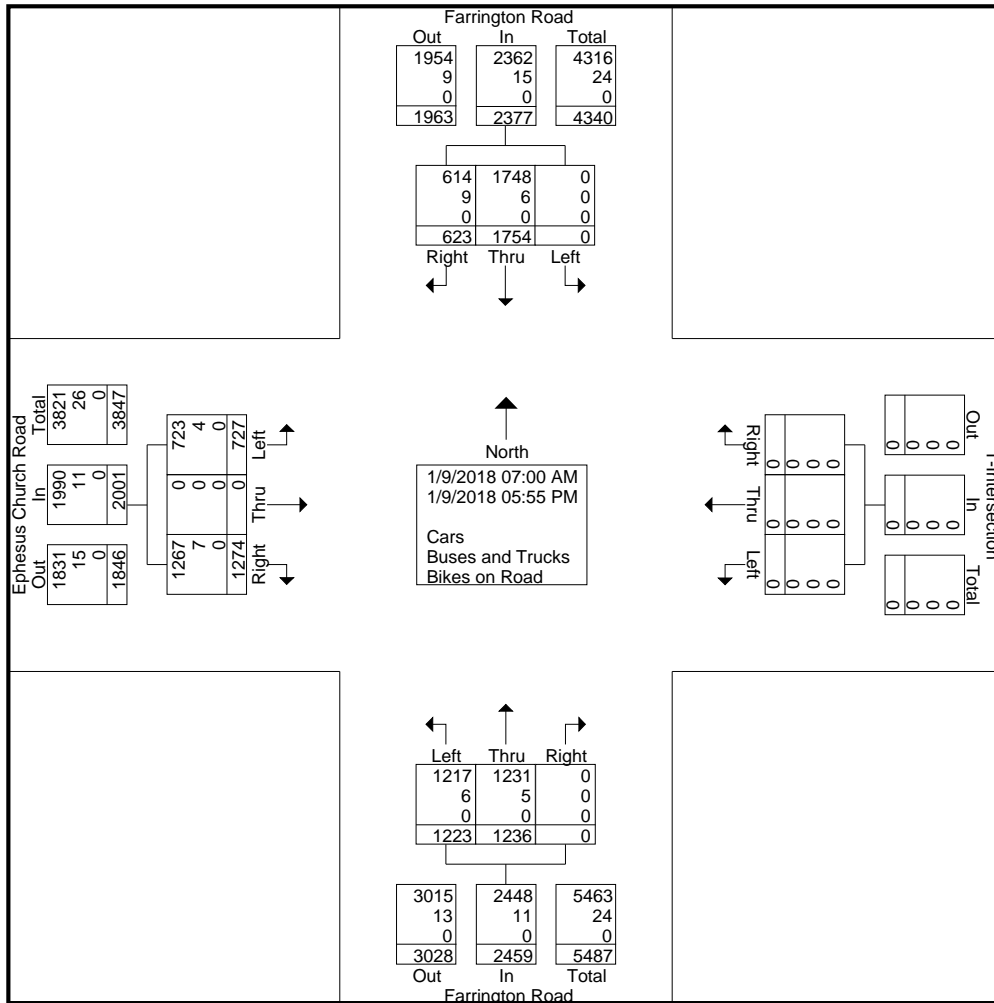 Farrington Road
Out In Total
1954 2362 4316
9 15 24
0 0 0
1963 2377 4340
614 1748 0
9 6 0
0 0 0
623 1754 0
Right Thru Left
Ephesus Church Road
Total In Out
3821 26 0 3847
1990 11 0 2001
1831 15 0 1846
723 4 0 727
0 0 0 0
1267 7 0 1274
Left Thru Right
North
1/9/2018 07:00 AM
1/9/2018 05:55 PM
Cars
Buses and Trucks
Bikes on Road
Right Thru Left
0 0 0 0
0 0 0 0
0 0 0 0
Out In Total
0 0 0 0
0 0 0 0
0 0 0 0
T-Intersection
Left Thru Right
1217 1231 0
6 5 0
0 0 0
1223 1236 0
3015 2448 5463
13 11 24
0 0 0
3028 2459 5487
Out In Total
Farrington Road